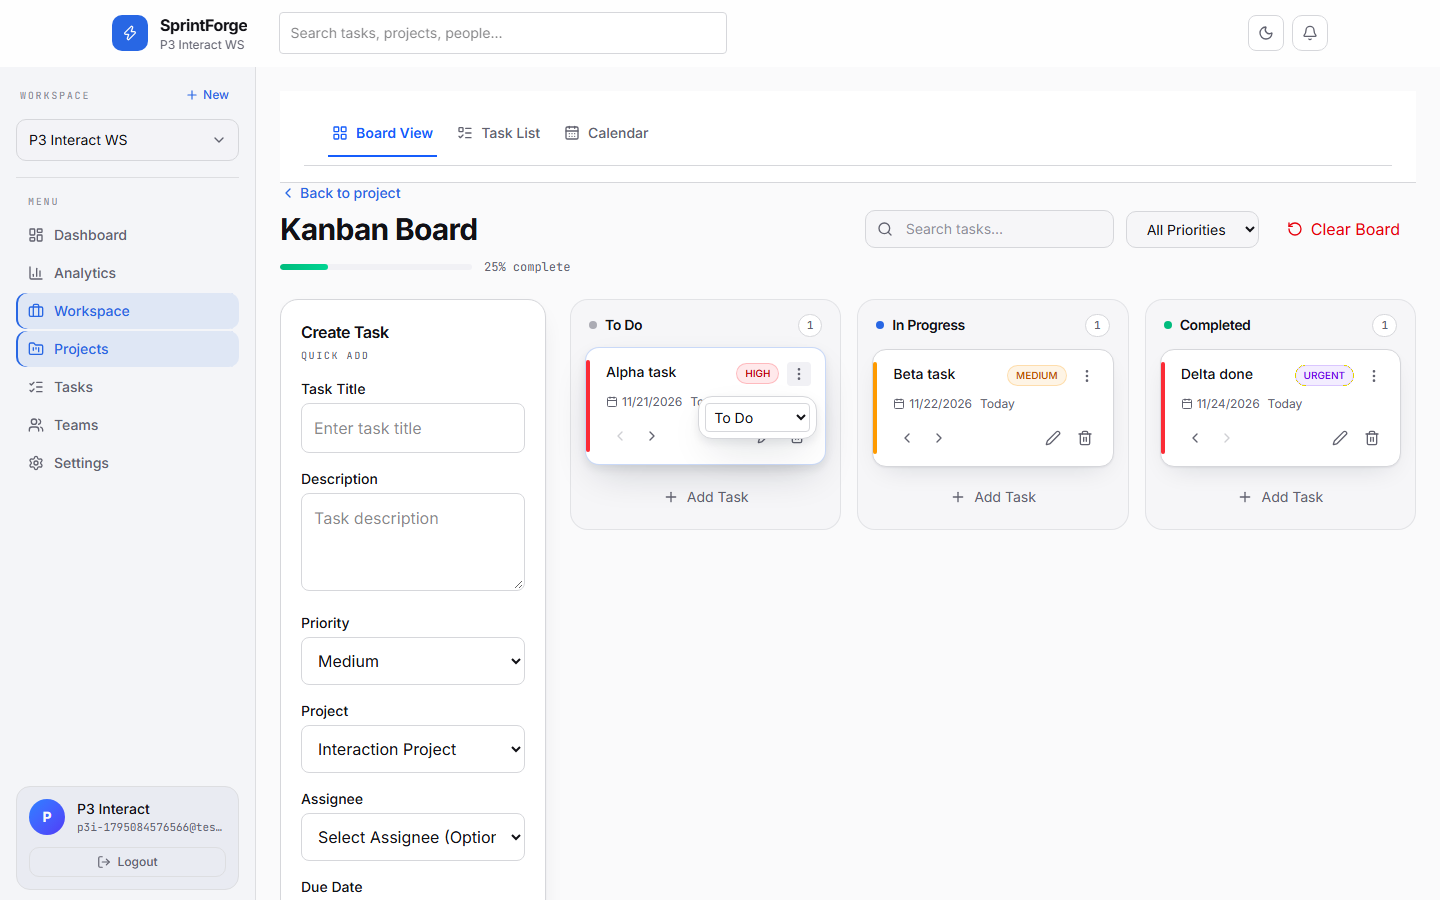 SprintForge
P3 Interact WS
Search tasks, projects, people...
WORKSPACE
New
P3 Interact WS
MENU
Dashboard
Analytics
Workspace
Projects
Tasks
Teams
Settings
P
P3 Interact
p3i-1795084576566@tes…
Logout
Board View
Task List
Calendar
Back to project
Kanban Board
25% complete
Search tasks...
All Priorities
Clear Board
Create Task
QUICK ADD
Task Title
Enter task title
Description
Task description
Priority
Medium
Project
Interaction Project
Assignee
Select Assignee (Option
Due Date
To Do
1
Alpha task
HIGH
11/21/2026
To Do
Add Task
In Progress
1
Beta task
MEDIUM
11/22/2026 Today
Add Task
Completed
1
Delta done
URGENT
11/24/2026 Today
Add Task